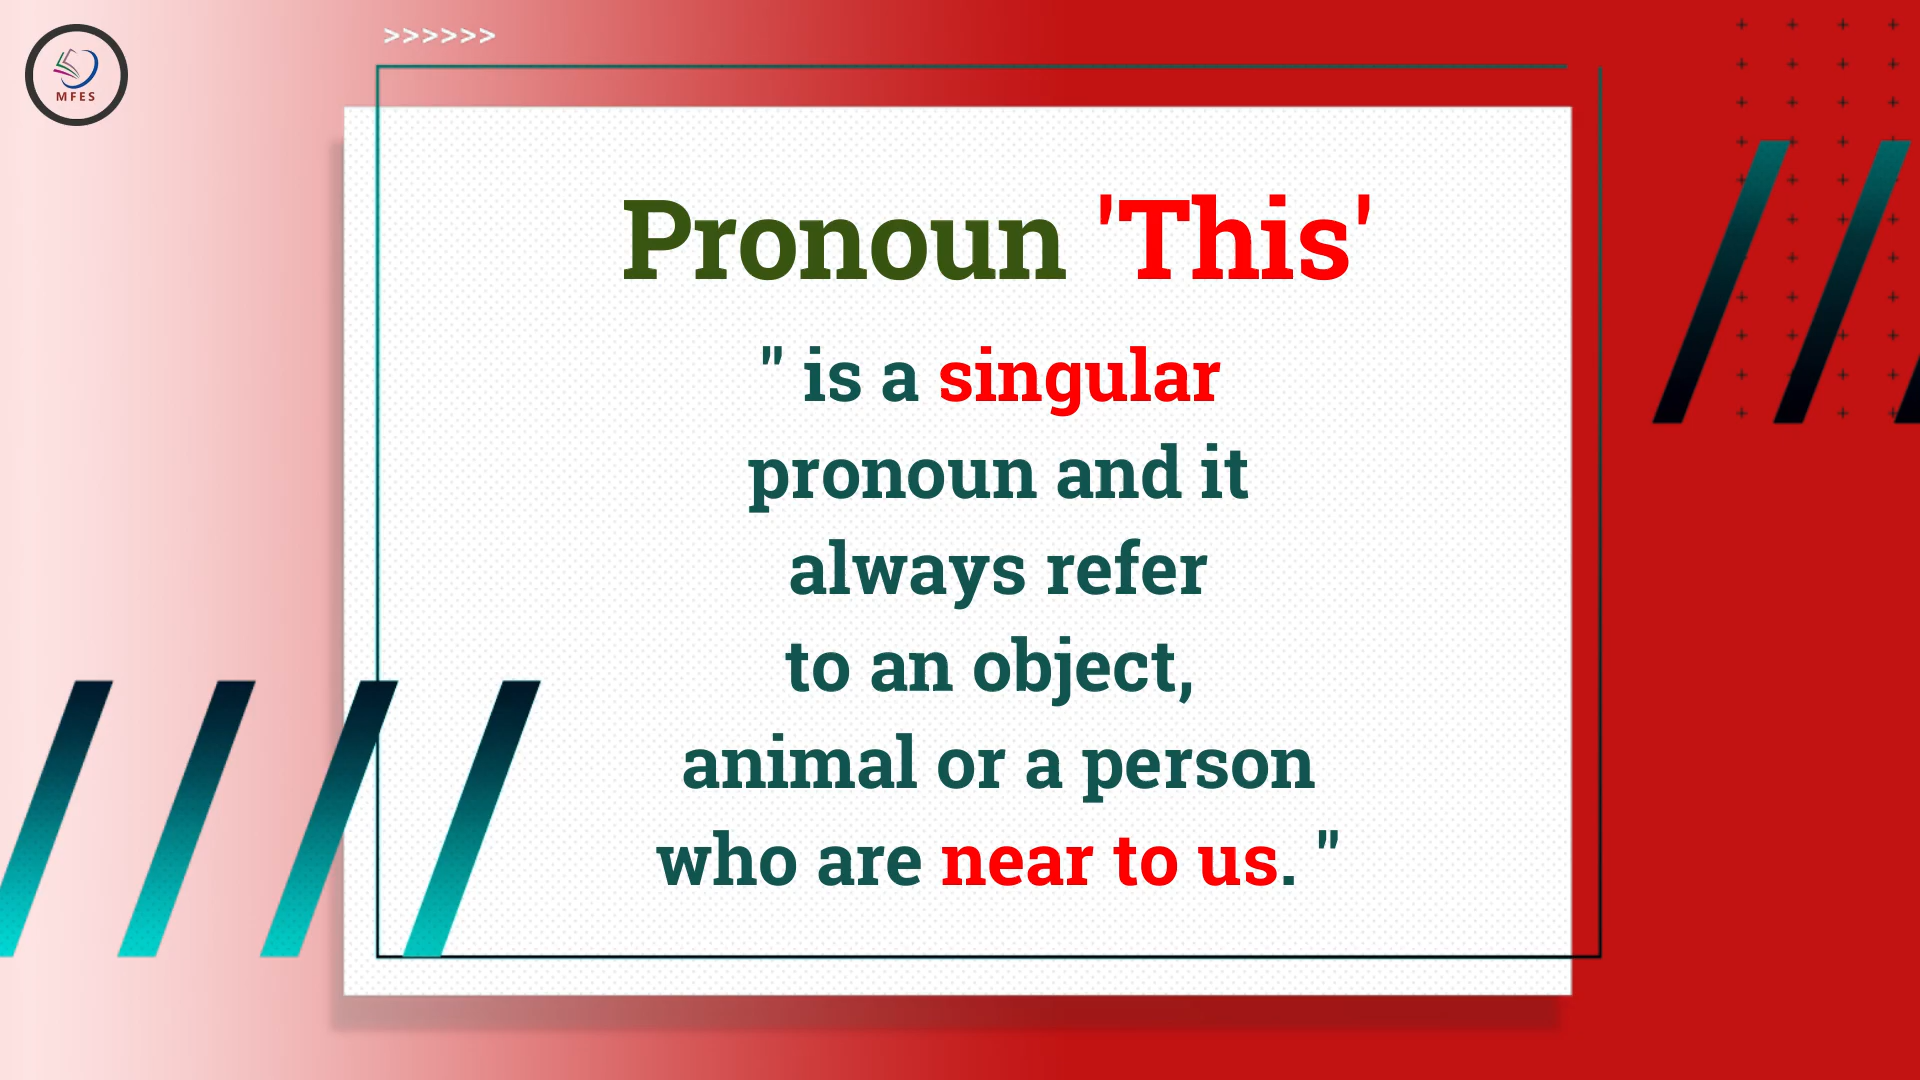 MFES
>>>>>>
Pronoun 'This'
" is a singular
pronoun and it
always refer
to an object,
animal or a person
who are near to us. "